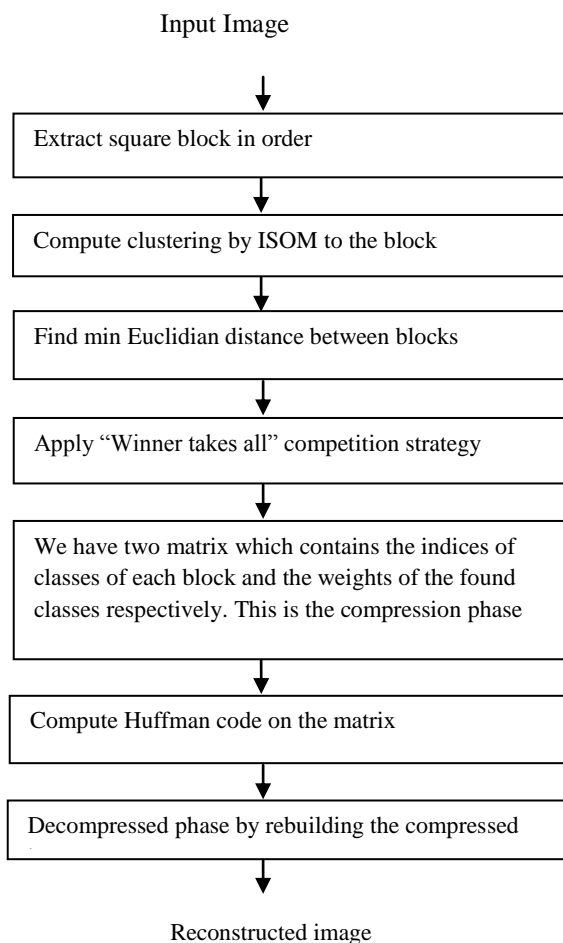 Input Image
Extract square block in order
Compute clustering by ISOM to the block
Find min Euclidian distance between blocks
Apply “Winner takes all” competition strategy
We have two matrix which contains the indices of
classes of each block and the weights of the found
classes respectively. This is the compression phase
Compute Huffman code on the matrix
Decompressed phase by rebuilding the compressed
Reconstructed image